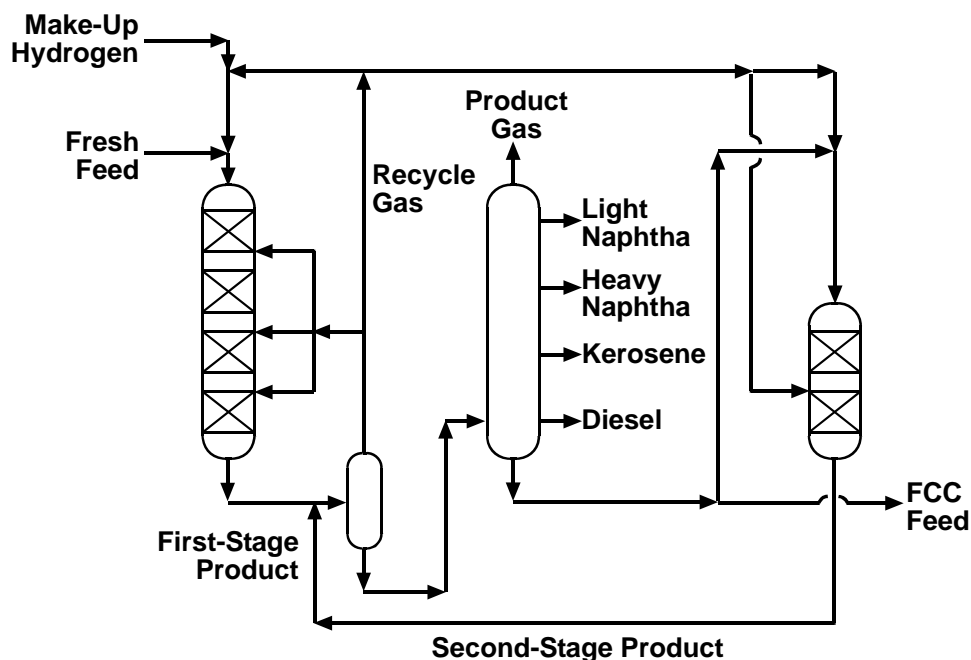 Make-Up
Hydrogen
Product
Gas
Fresh
Feed
Recycle
Gas
Light
Naphtha
Heavy
Naphtha
Kerosene
Diesel
FCC
Feed
First-Stage
Product
Second-Stage Product